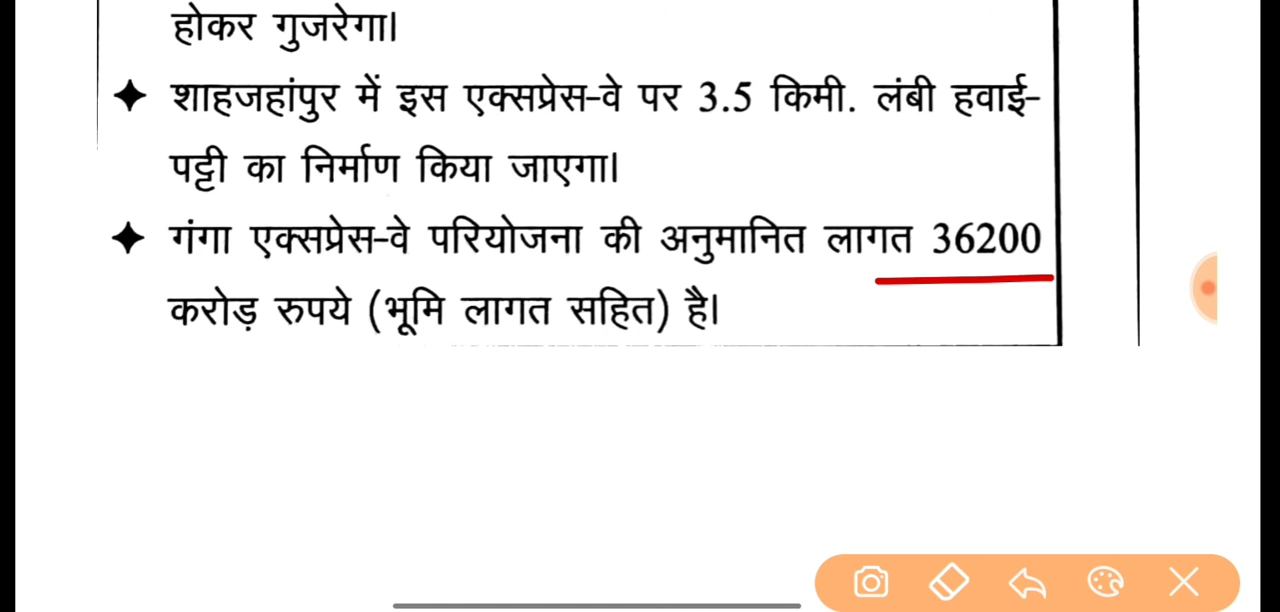 होकर गुजरेगा।
✦ शाहजहांपुर में इस एक्सप्रेस-वे पर 3.5 किमी. लंबी हवाई-
पट्टी का निर्माण किया जाएगा।
✦ गंगा एक्सप्रेस-वे परियोजना की अनुमानित लागत 36200
करोड़ रुपये (भूमि लागत सहित) है।